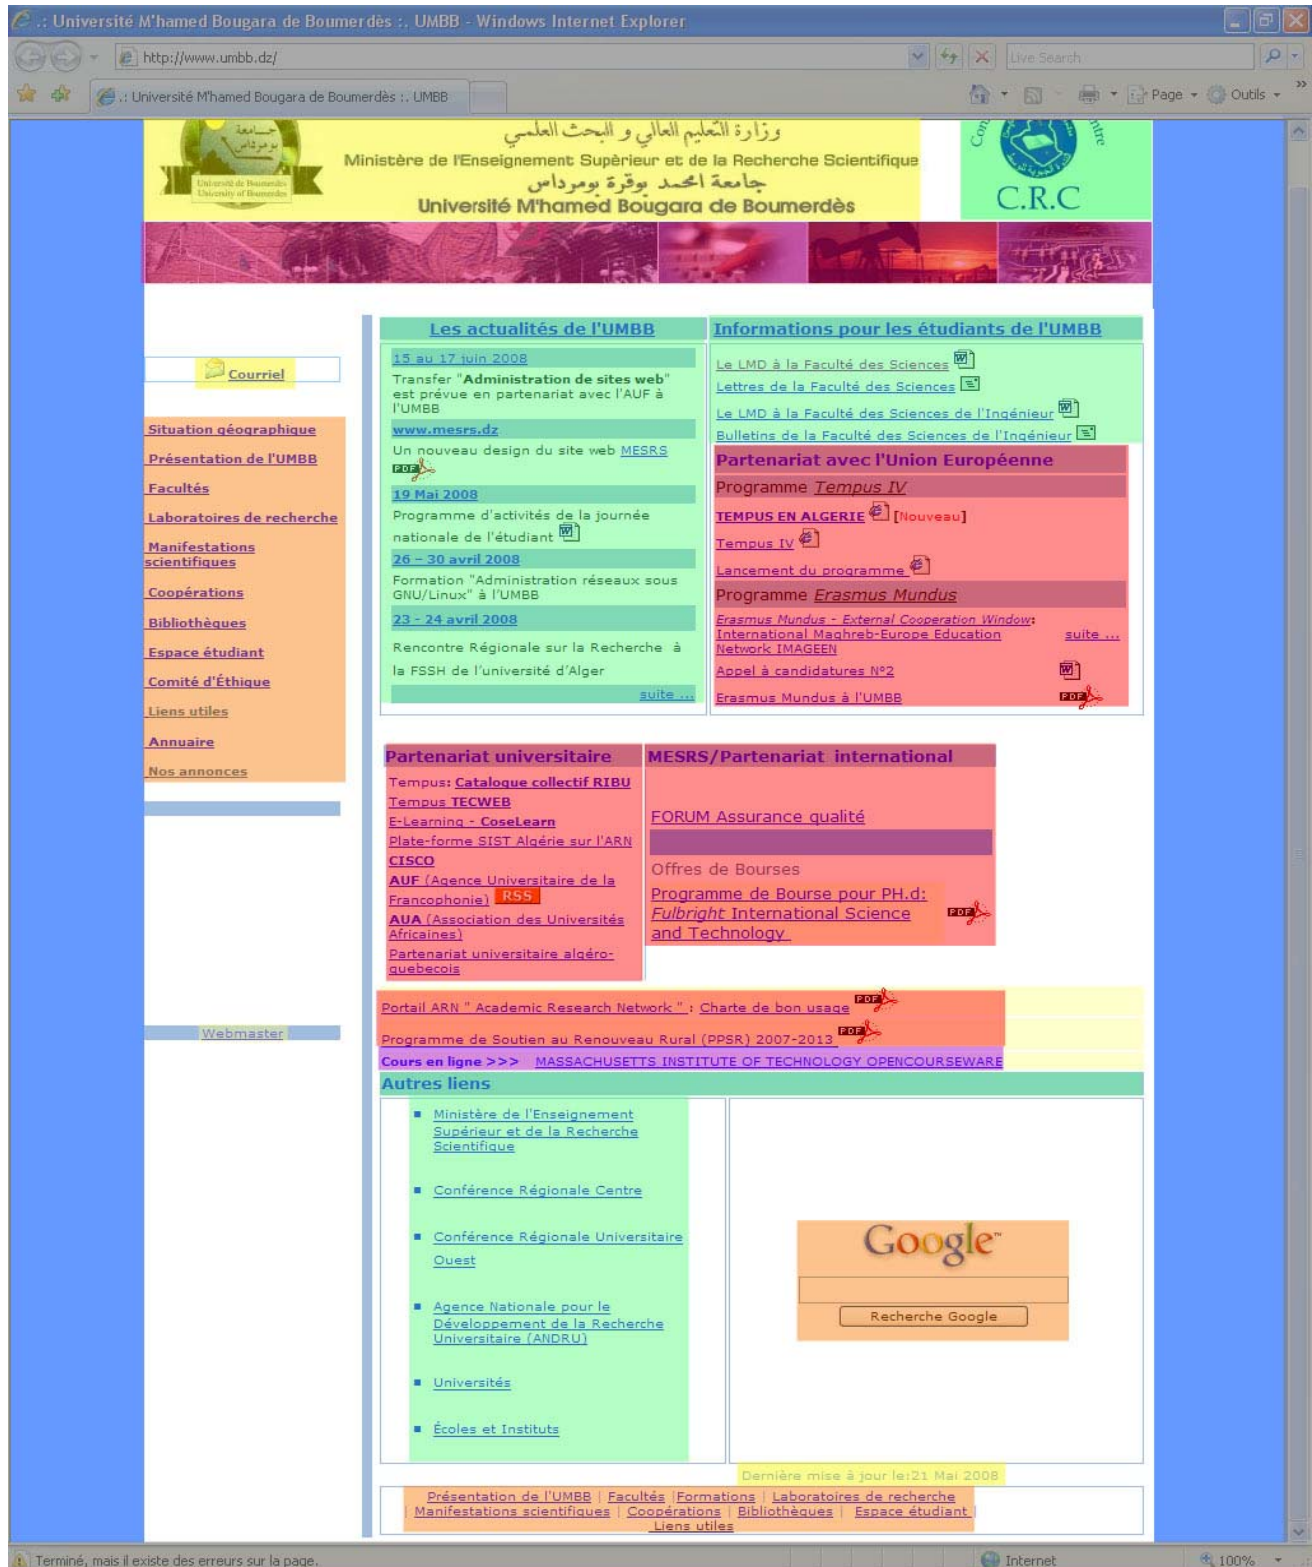 .: Université M'hamed Bougara de Boumerdès :. UMBB - Windows Internet Explorer
http://www.umbb.dz/
Live Search
.: Université M'hamed Bougara de Boumerdès :. UMBB
Page
Outils
جامعة
بومرداس
Université de Boumerdes
University of Boumerdes
وزارة التعليم العالي و البحث العلمي
Ministère de l'Enseignement Supèrieur et de la Recherche Scientifique
جامعة امحمد بوقرة بومرداس
Université M'hamed Bougara de Boumerdès
C.R.C
Courriel
Situation géographique
Présentation de l'UMBB
Facultés
Laboratoires de recherche
Manifestations
scientifiques
Coopérations
Bibliothèques
Espace étudiant
Comité d'Éthique
Liens utiles
Annuaire
Nos annonces
Webmaster
Les actualités de l'UMBB
15 au 17 juin 2008
Transfer "Administration de sites web"
est prévue en partenariat avec l'AUF à
l'UMBB
www.mesrs.dz
Un nouveau design du site web MESRS
PDF
19 Mai 2008
Programme d'activités de la journée
nationale de l'étudiant
26 – 30 avril 2008
Formation "Administration réseaux sous
GNU/Linux" à l'UMBB
23 - 24 avril 2008
Rencontre Régionale sur la Recherche à
la FSSH de l'université d'Alger
suite ...
Informations pour les étudiants de l'UMBB
Le LMD à la Faculté des Sciences
Lettres de la Faculté des Sciences
Le LMD à la Faculté des Sciences de l'Ingénieur
Bulletins de la Faculté des Sciences de l'Ingénieur
Partenariat avec l'Union Européenne
Programme Tempus IV
TEMPUS EN ALGERIE [Nouveau]
Tempus IV
Lancement du programme
Programme Erasmus Mundus
Erasmus Mundus - External Cooperation Window:
International Maghreb-Europe Education suite ...
Network IMAGEEN
Appel à candidatures N°2
Erasmus Mundus à l'UMBB PDF
Partenariat universitaire
Tempus: Catalogue collectif RIBU
Tempus TECWEB
E-Learning - CoseLearn
Plate-forme SIST Algérie sur l'ARN
CISCO
AUF (Agence Universitaire de la
Francophonie) RSS
AUA (Association des Universités
Africaines)
Partenariat universitaire algéro-
quebecois
MESRS/Partenariat international
FORUM Assurance qualité
Offres de Bourses
Programme de Bourse pour PH.d:
Fulbright International Science PDF
and Technology
Portail ARN " Academic Research Network " : Charte de bon usage PDF
Programme de Soutien au Renouveau Rural (PPSR) 2007-2013 PDF
Cours en ligne >>> MASSACHUSETTS INSTITUTE OF TECHNOLOGY OPENCOURSEWARE
Autres liens
Ministère de l'Enseignement
Supérieur et de la Recherche
Scientifique
Conférence Régionale Centre
Conférence Régionale Universitaire
Ouest
Agence Nationale pour le
Développement de la Recherche
Universitaire (ANDRU)
Universités
Écoles et Instituts
Google™
Recherche Google
Dernière mise à jour le:21 Mai 2008
Présentation de l'UMBB | Facultés |Formations | Laboratoires de recherche
| Manifestations scientifiques | Coopérations | Bibliothèques | Espace étudiant |
Liens utiles
Terminé, mais il existe des erreurs sur la page.
Internet
100%